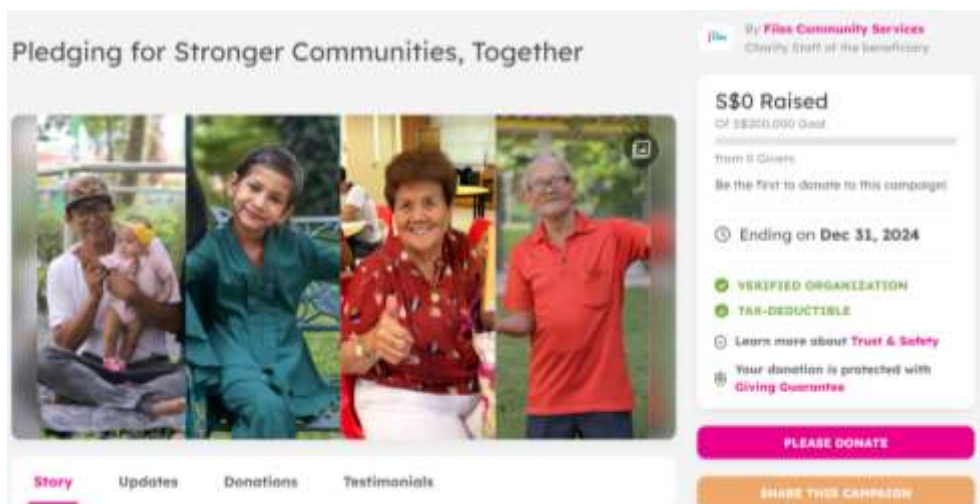 Pledging for Stronger Communities, Together
By Filos Community Services
Charity Staff of the beneficiary
S$0 Raised
Of S$200,000 Goal
from 0 Givers
Be the first to donate to this campaign!
Ending on Dec 31, 2024
VERIFIED ORGANIZATION
TAX-DEDUCTIBLE
Learn more about Trust & Safety
Your donation is protected with
Giving Guarantee
PLEASE DONATE
SHARE THIS CAMPAIGN
Story Updates Donations Testimonials